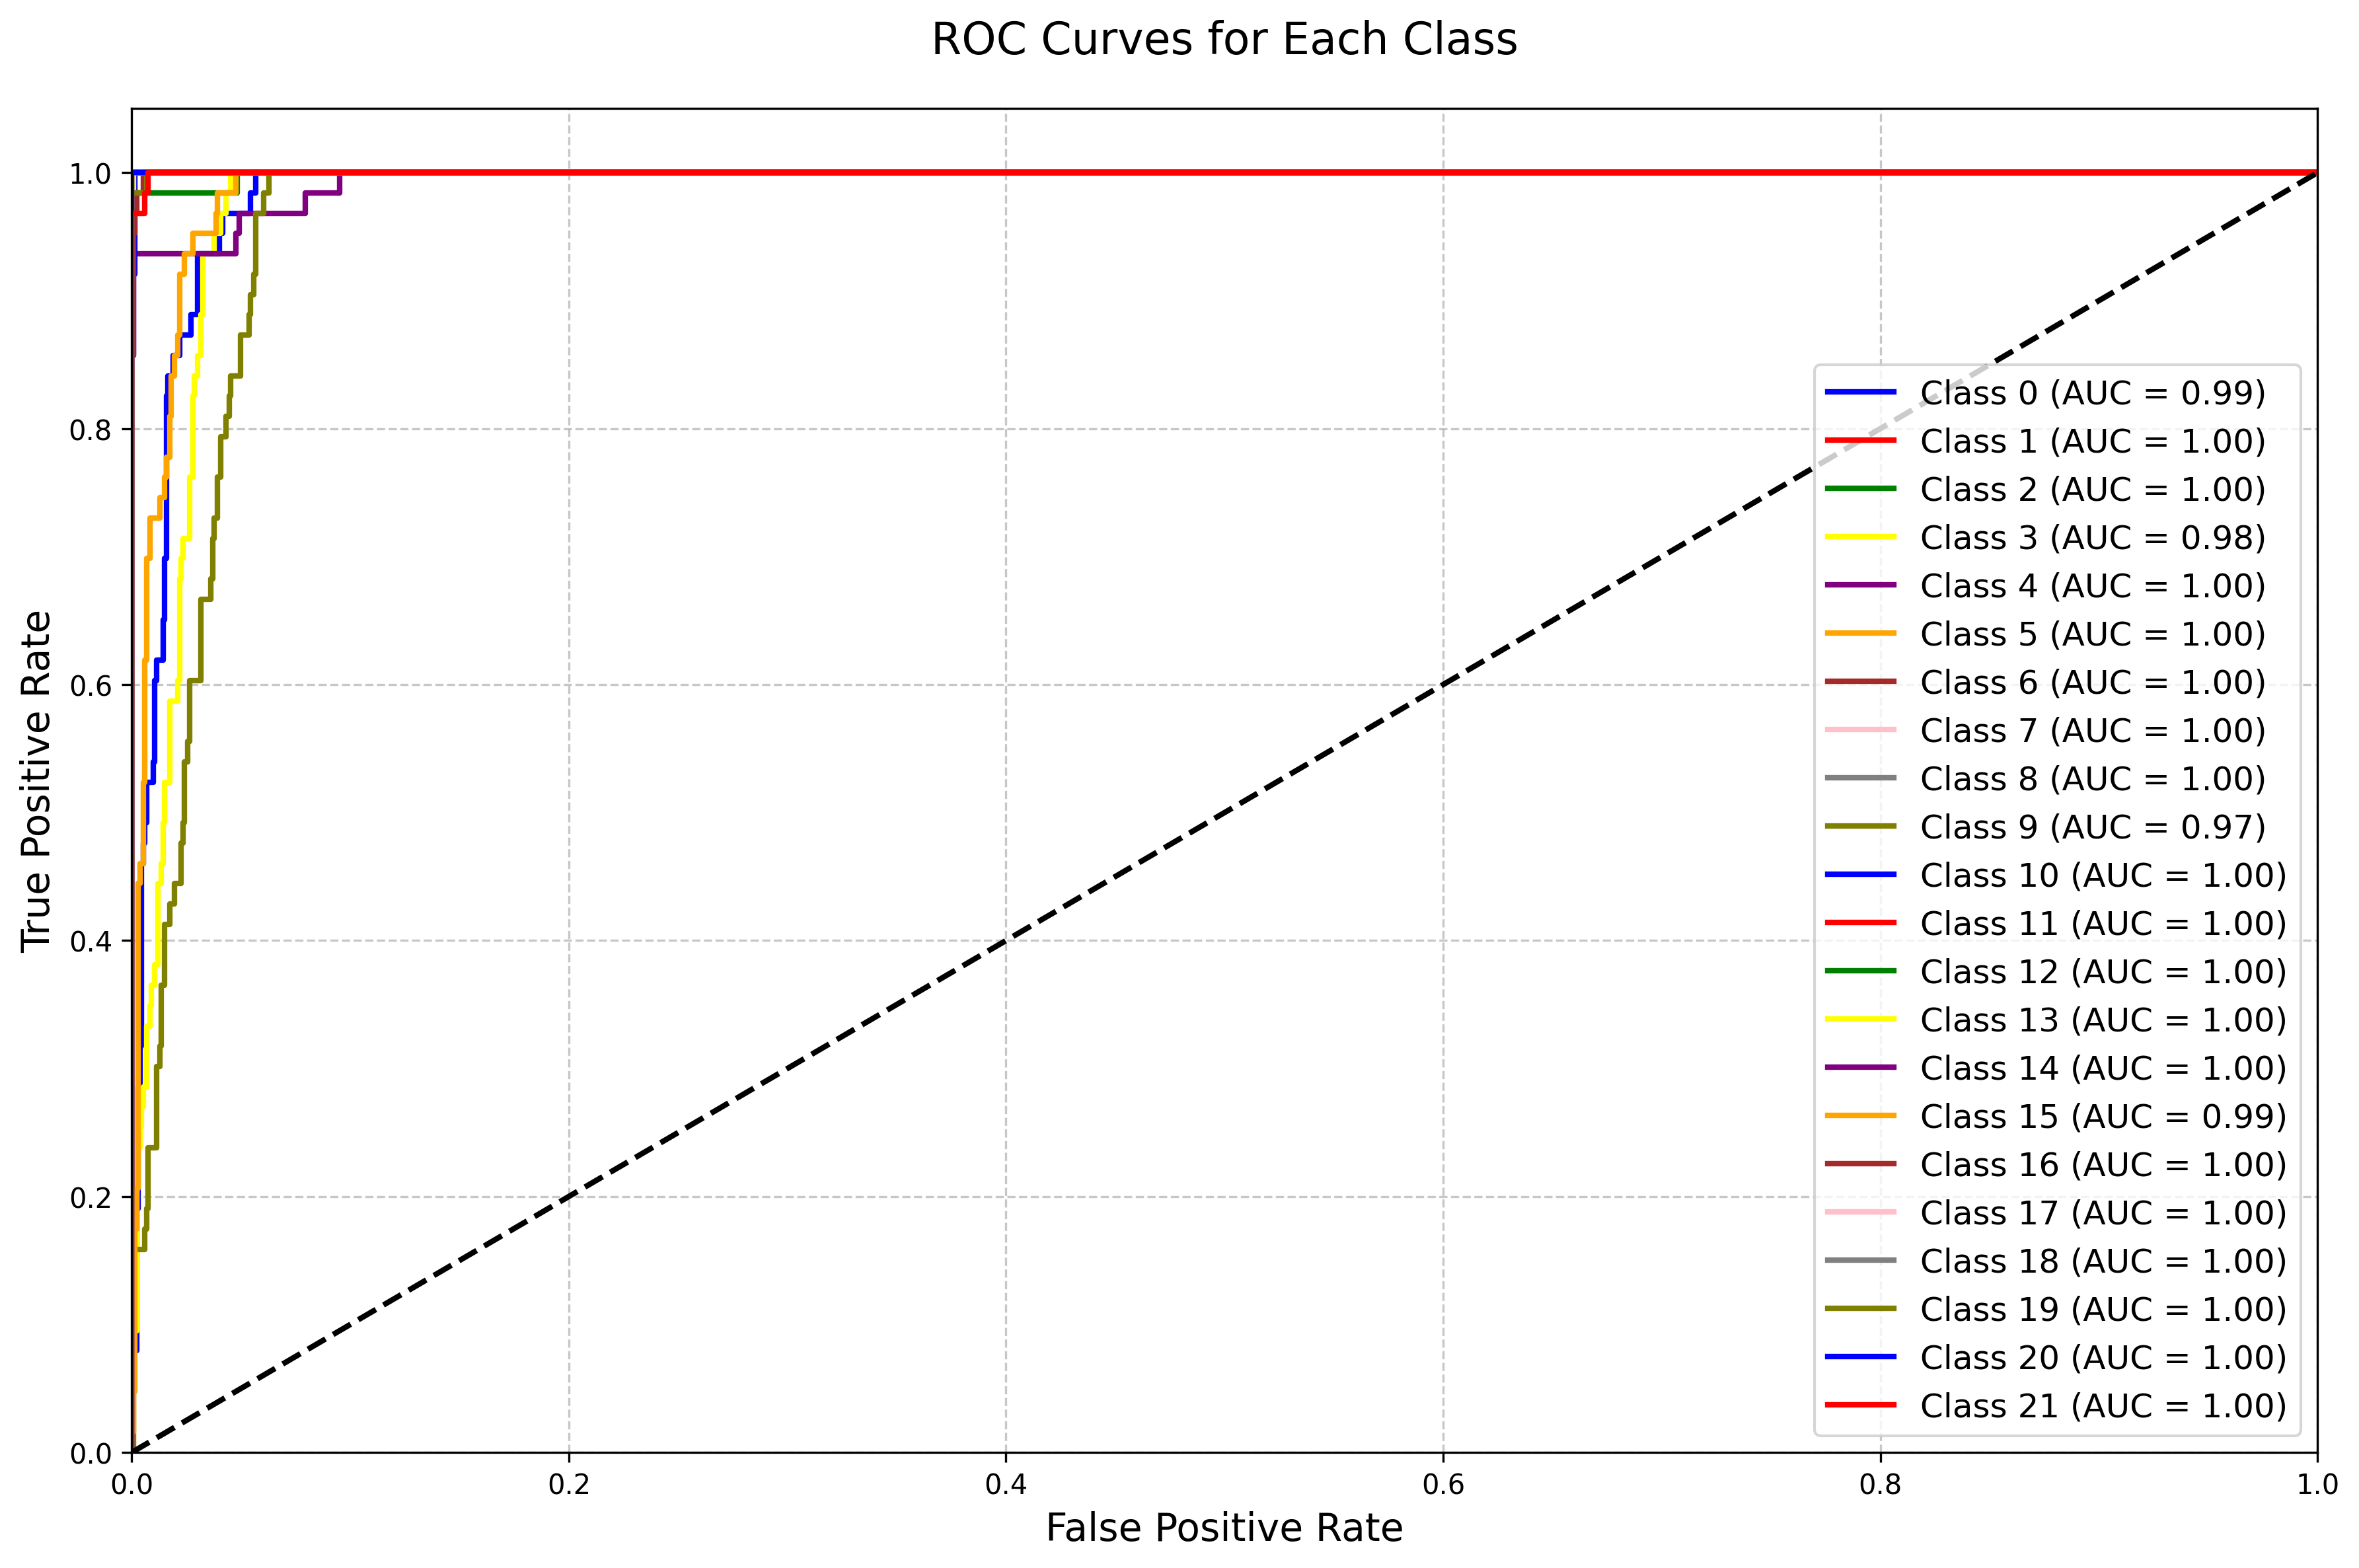 ROC Curves for Each Class
True Positive Rate
1.0
0.8
0.6
0.4
0.2
0.0
0.0 0.2 0.4 0.6 0.8 1.0
False Positive Rate
Class 0 (AUC = 0.99)
Class 1 (AUC = 1.00)
Class 2 (AUC = 1.00)
Class 3 (AUC = 0.98)
Class 4 (AUC = 1.00)
Class 5 (AUC = 1.00)
Class 6 (AUC = 1.00)
Class 7 (AUC = 1.00)
Class 8 (AUC = 1.00)
Class 9 (AUC = 0.97)
Class 10 (AUC = 1.00)
Class 11 (AUC = 1.00)
Class 12 (AUC = 1.00)
Class 13 (AUC = 1.00)
Class 14 (AUC = 1.00)
Class 15 (AUC = 0.99)
Class 16 (AUC = 1.00)
Class 17 (AUC = 1.00)
Class 18 (AUC = 1.00)
Class 19 (AUC = 1.00)
Class 20 (AUC = 1.00)
Class 21 (AUC = 1.00)